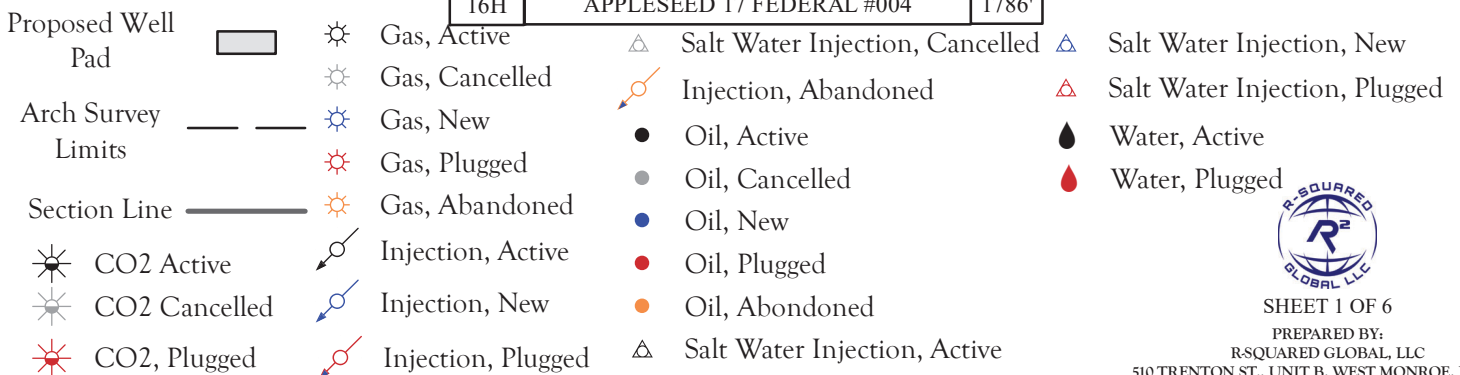 16H APPLESEED 17 FEDERAL #004 1786'
Proposed Well
Pad
Arch Survey
Limits
Section Line
CO2 Active
CO2 Cancelled
CO2, Plugged
Gas, Active
Gas, Cancelled
Gas, New
Gas, Plugged
Gas, Abandoned
Injection, Active
Injection, New
Injection, Plugged
Salt Water Injection, Cancelled
Injection, Abandoned
Oil, Active
Oil, Cancelled
Oil, New
Oil, Plugged
Oil, Abondoned
Salt Water Injection, Active
Salt Water Injection, New
Salt Water Injection, Plugged
Water, Active
Water, Plugged
R-SQUARED
R²
GLOBAL LLC
SHEET 1 OF 6
PREPARED BY:
R-SQUARED GLOBAL, LLC
510 TRENTON ST., UNIT B, WEST MONROE,